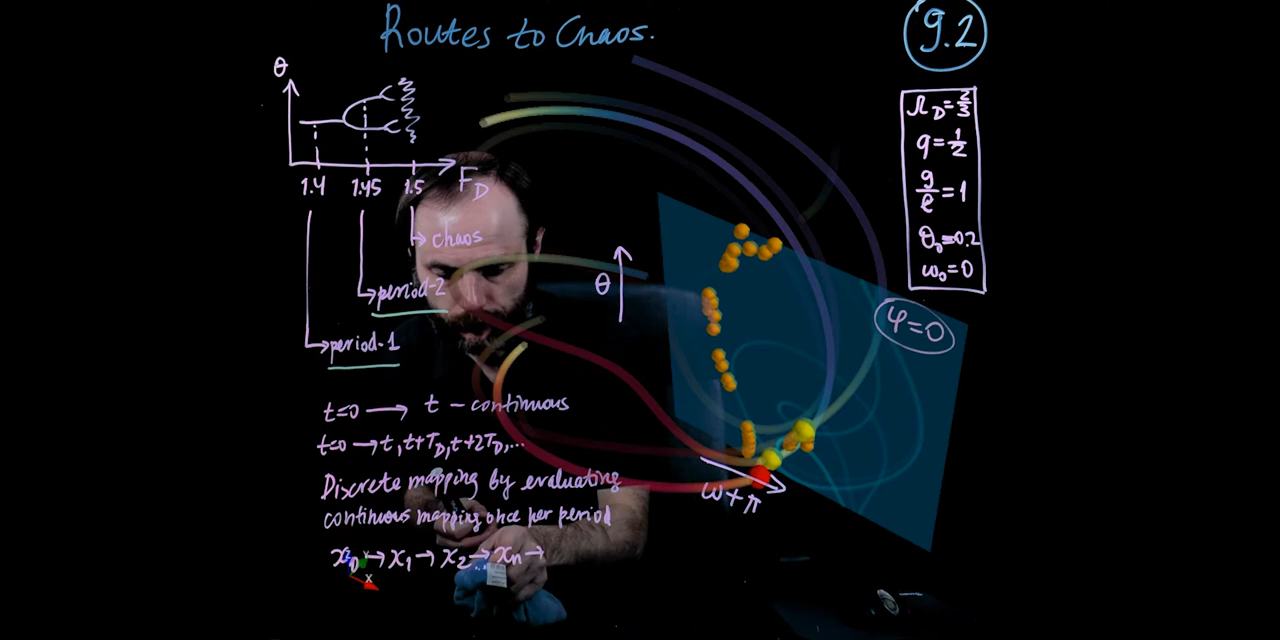 Routes to Chaos.
9.2
θ
1.4 1.45 1.5 F_D
chaos
period-2
period-1
Ω_D=2/3
q=1/2
g/ℓ=1
θ_0=0.2
ω_0=0
θ
φ=0
ω+π
t=0 → t - continuous
t=0 → t, t+T_D, t+2T_D, ...
Discrete mapping by evaluating
continuous mapping once per period
x_0 → x_1 → x_2 → ... x_n →
Y
X